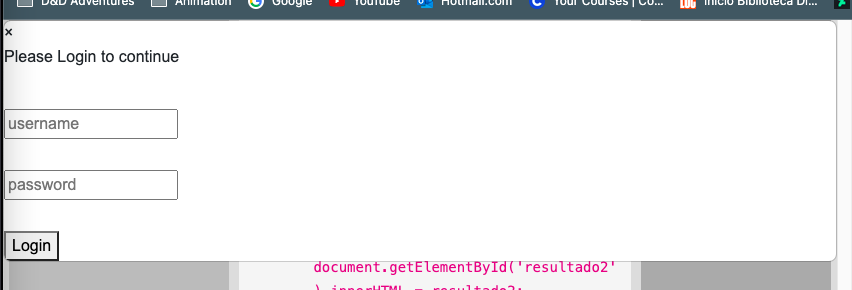 D&D Adventures Animation Google YouTube Hotmail.com Your Courses | Co... Inicio Biblioteca Di...
×
Please Login to continue
username
password
Login
document.getElementById('resultado2'
).innerHTML = resultado2;